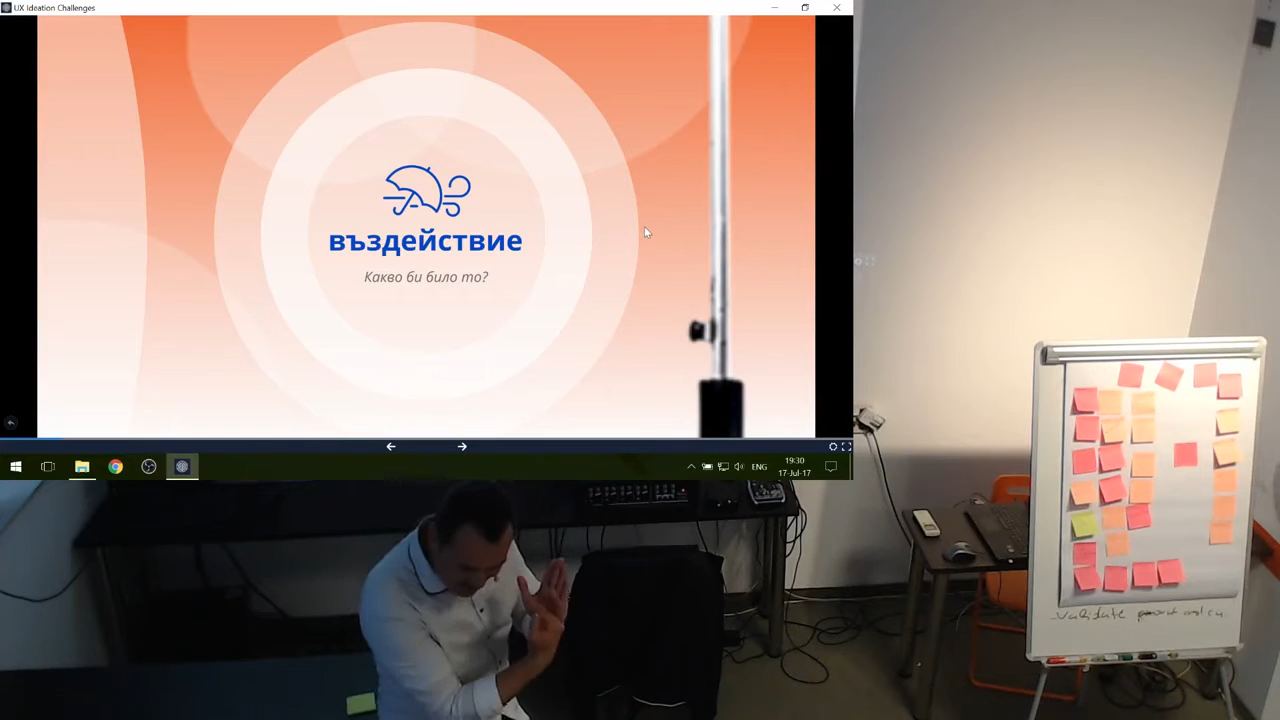 UX Ideation Challenges
въздействие
Какво би било то?
ENG
19:30
17-Jul-17
validate